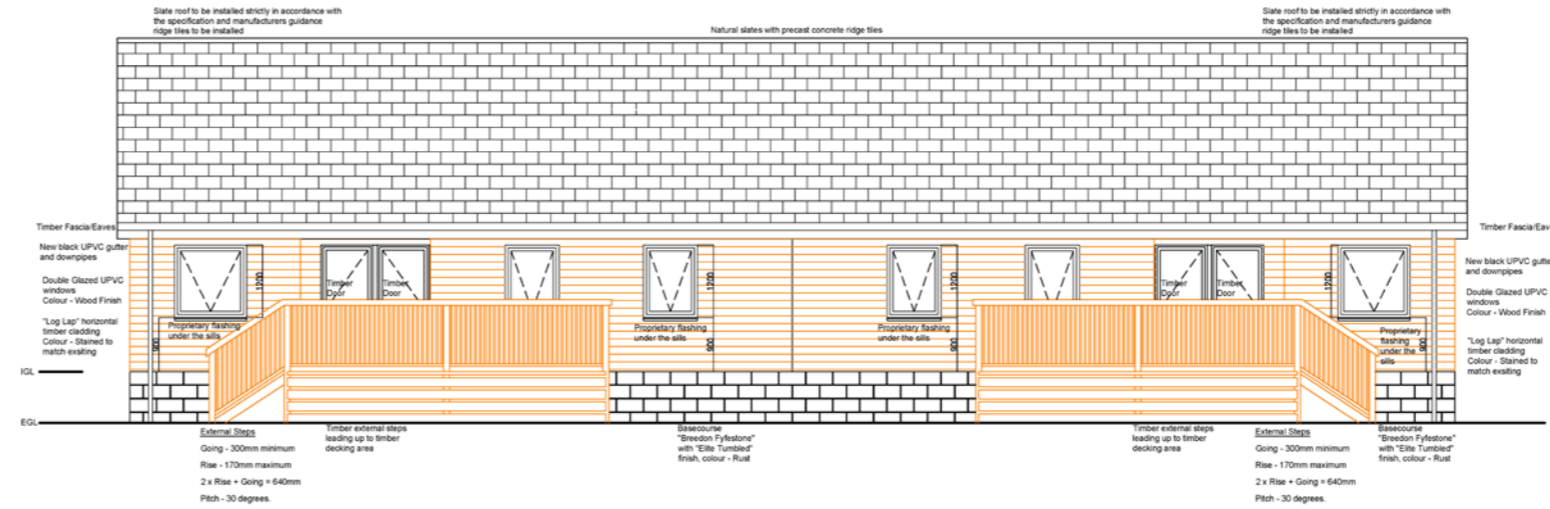 Slate roof to be installed strictly in accordance with
the specification and manufacturers guidance
ridge tiles to be installed
Natural slates with precast concrete ridge tiles
Slate roof to be installed strictly in accordance with
the specification and manufacturers guidance
ridge tiles to be installed
Timber Fascia/Eaves
New black UPVC gutter
and downpipes
Double Glazed UPVC
windows
Colour - Wood Finish
"Log Lap" horizontal
timber cladding
Colour - Stained to
match exsiting
IGL
EGL
1200
Timber
Door
Timber
Door
1200
1200
Timber
Door
Timber
Door
1200
Proprietary flashing
under the sills
900
Proprietary flashing
under the sills
900
Proprietary flashing
under the sills
900
Proprietary
flashing
under the
sills
900
Timber Fascia/Eav
New black UPVC gutte
and downpipes
Double Glazed UPVC
windows
Colour - Wood Finish
"Log Lap" horizontal
timber cladding
Colour - Stained to
match exsiting
External Steps
Going - 300mm minimum
Rise - 170mm maximum
2 x Rise + Going = 640mm
Pitch - 30 degrees.
Timber external steps
leading up to timber
decking area
Basecourse
"Breedon Fyfestone"
with "Elite Tumbled"
finish, colour - Rust
Timber external steps
leading up to timber
decking area
External Steps
Going - 300mm minimum
Rise - 170mm maximum
2 x Rise + Going = 640mm
Pitch - 30 degrees.
Basecourse
"Breedon Fyfestone"
with "Elite Tumbled"
finish, colour - Rust